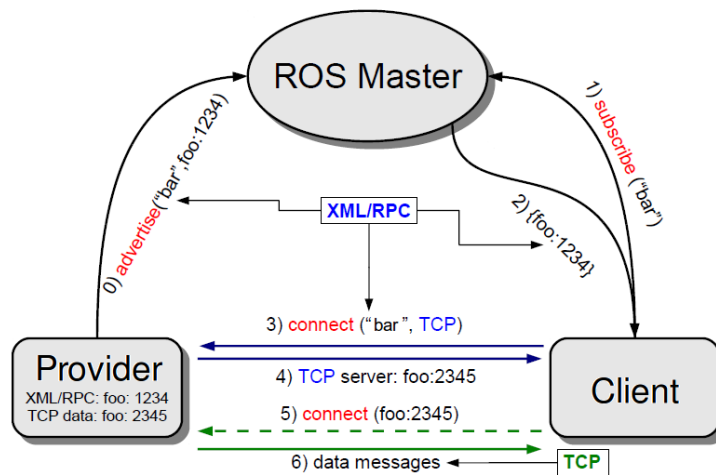 ROS Master
0) advertise(“bar”,foo:1234)
1) subscribe (“bar”)
XML/RPC
2) {foo:1234}
3) connect (“bar”, TCP)
Provider
XML/RPC: foo: 1234
TCP data: foo: 2345
4) TCP server: foo:2345
Client
5) connect (foo:2345)
6) data messages
TCP